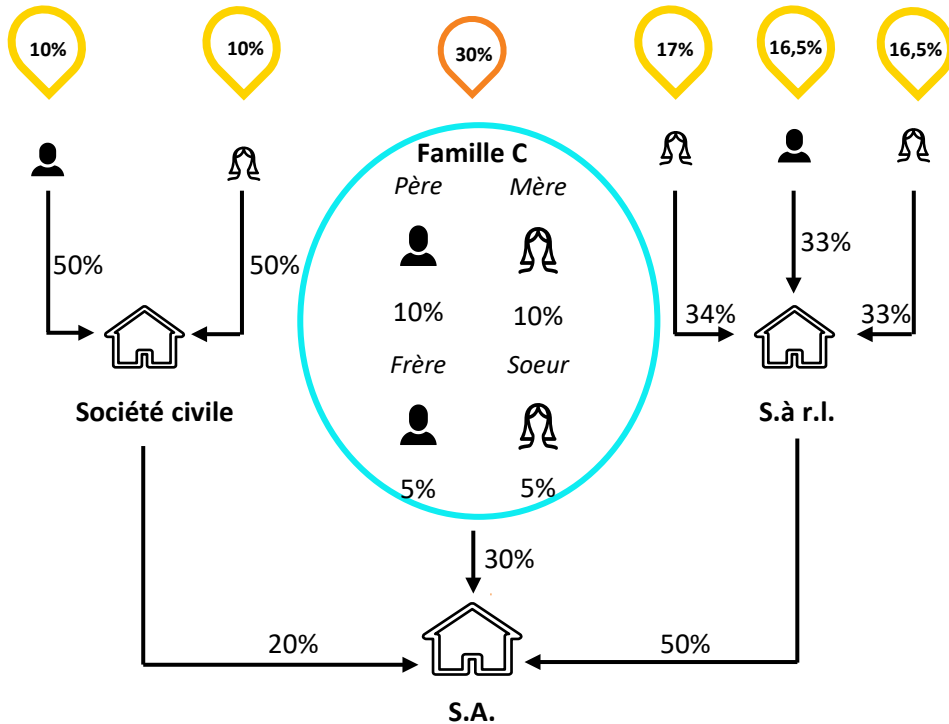 10%
10%
30%
17%
16,5%
16,5%
Famille C
Père Mère
50%
50%
10% 10%
Frère Soeur
5% 5%
33%
34%
33%
Société civile
S.à r.l.
30%
20%
50%
S.A.